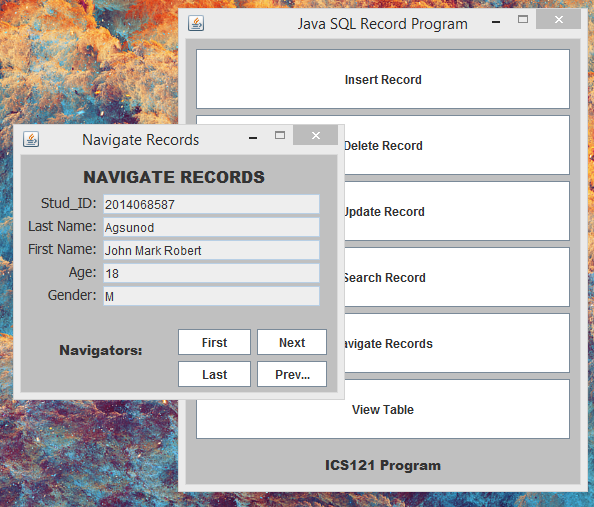 Java SQL Record Program
Insert Record
Delete Record
Update Record
Search Record
Navigate Records
View Table
ICS121 Program
Navigate Records
NAVIGATE RECORDS
Stud_ID: 2014068587
Last Name: Agsunod
First Name: John Mark Robert
Age: 18
Gender: M
Navigators:
First Next
Last Prev...